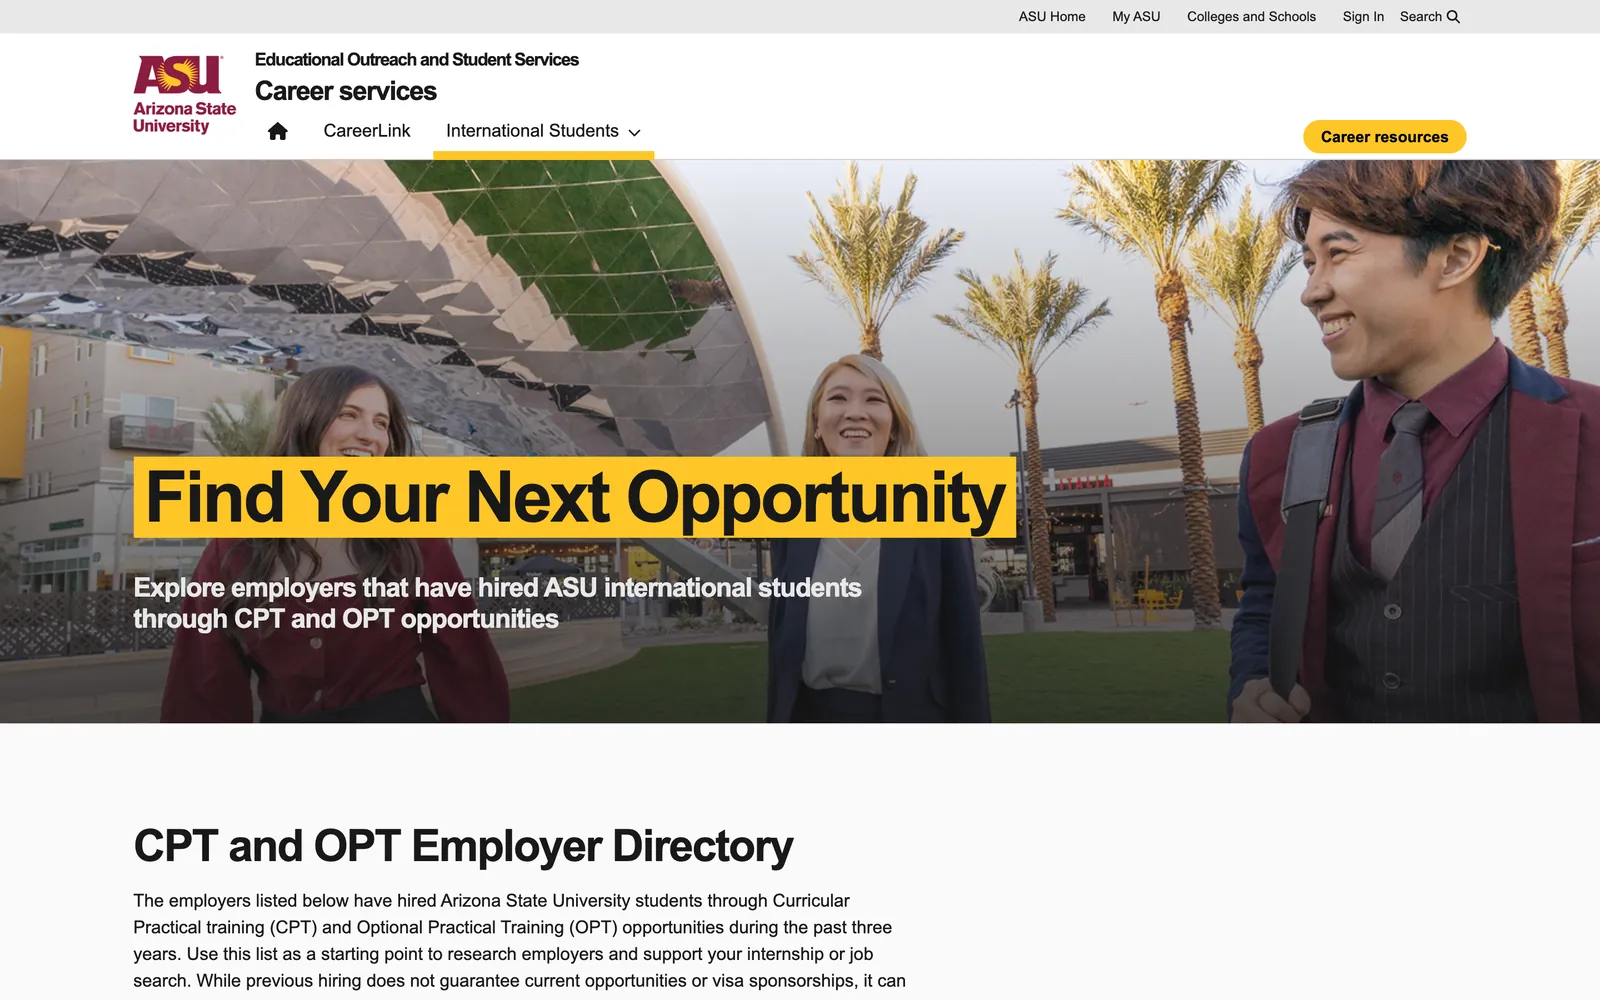 ASU Home My ASU Colleges and Schools Sign In Search
ASU
Arizona State
University
Educational Outreach and Student Services
Career services
CareerLink International Students
Career resources
ITALIA
Find Your Next Opportunity
Explore employers that have hired ASU international students
through CPT and OPT opportunities
CPT and OPT Employer Directory
The employers listed below have hired Arizona State University students through Curricular
Practical training (CPT) and Optional Practical Training (OPT) opportunities during the past three
years. Use this list as a starting point to research employers and support your internship or job
search. While previous hiring does not guarantee current opportunities or visa sponsorships, it can